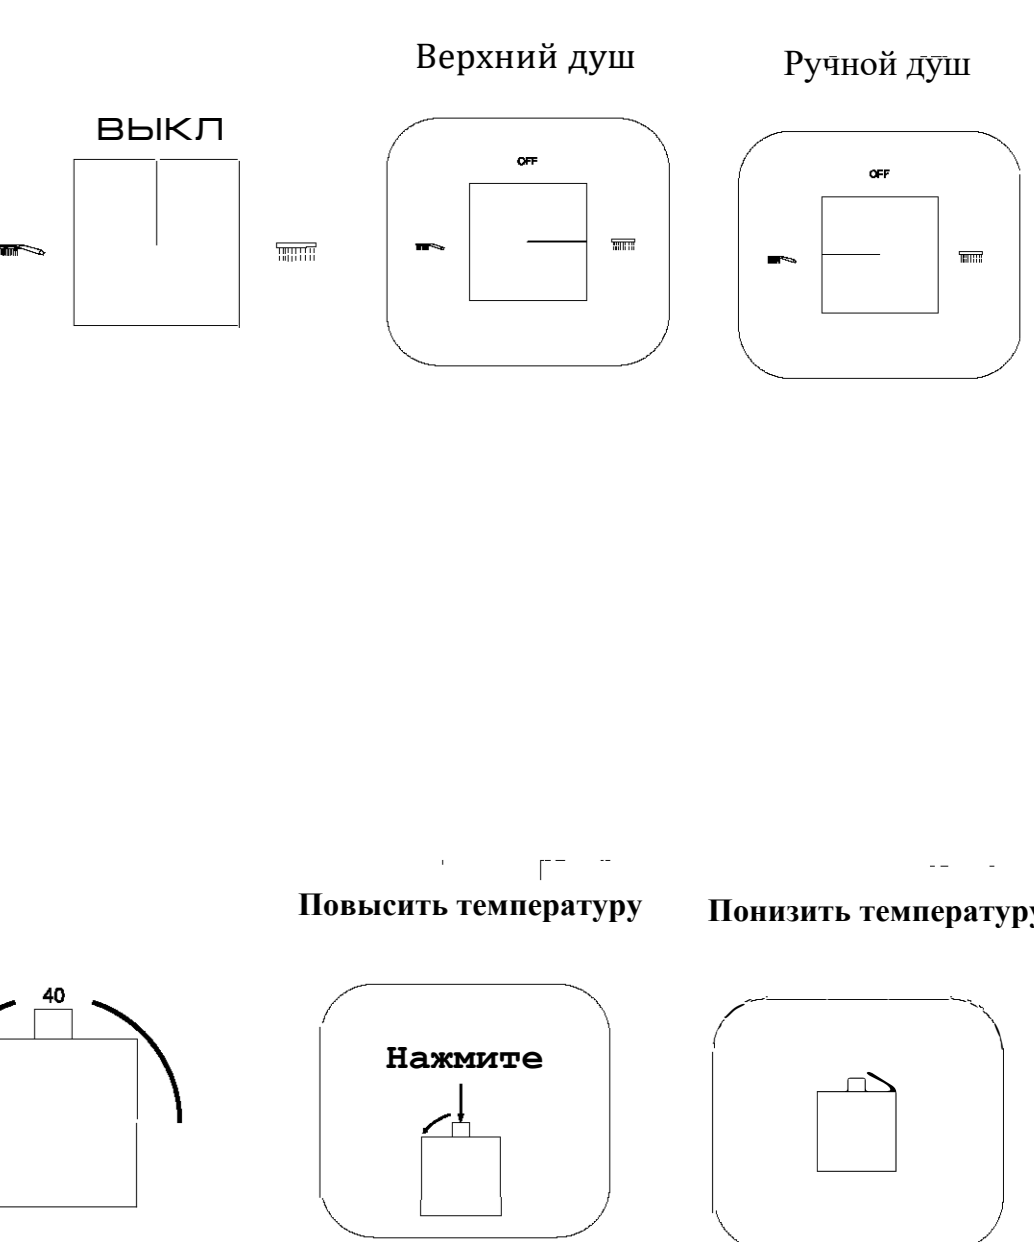 Верхний душ
Ручной душ
ВЫКЛ
OFF
OFF
Повысить температуру
Понизить температуру
40
Нажмите